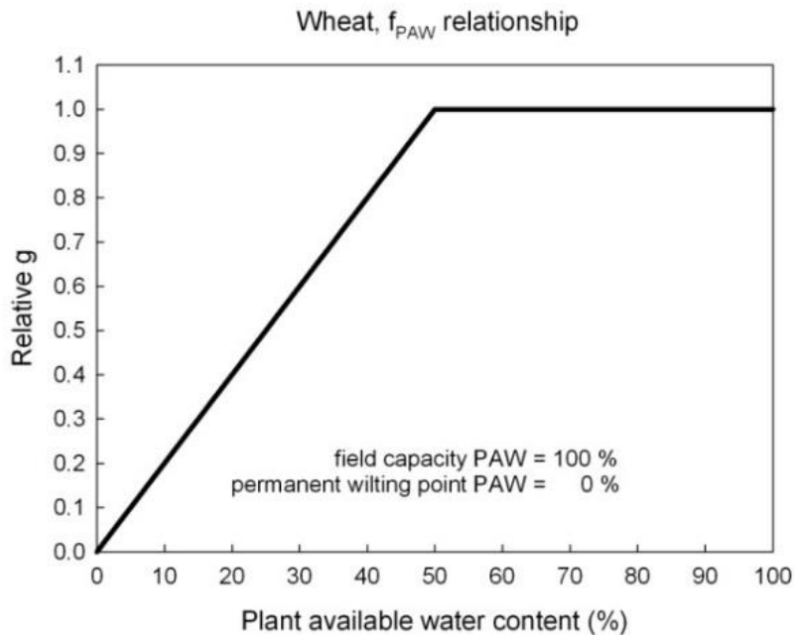 Wheat, fPAW relationship
1.1
1.0
0.9
0.8
0.7
0.6
0.5
0.4
0.3
0.2
0.1
0.0
Relative g
field capacity PAW = 100 %
permanent wilting point PAW = 0 %
0 10 20 30 40 50 60 70 80 90 100
Plant available water content (%)